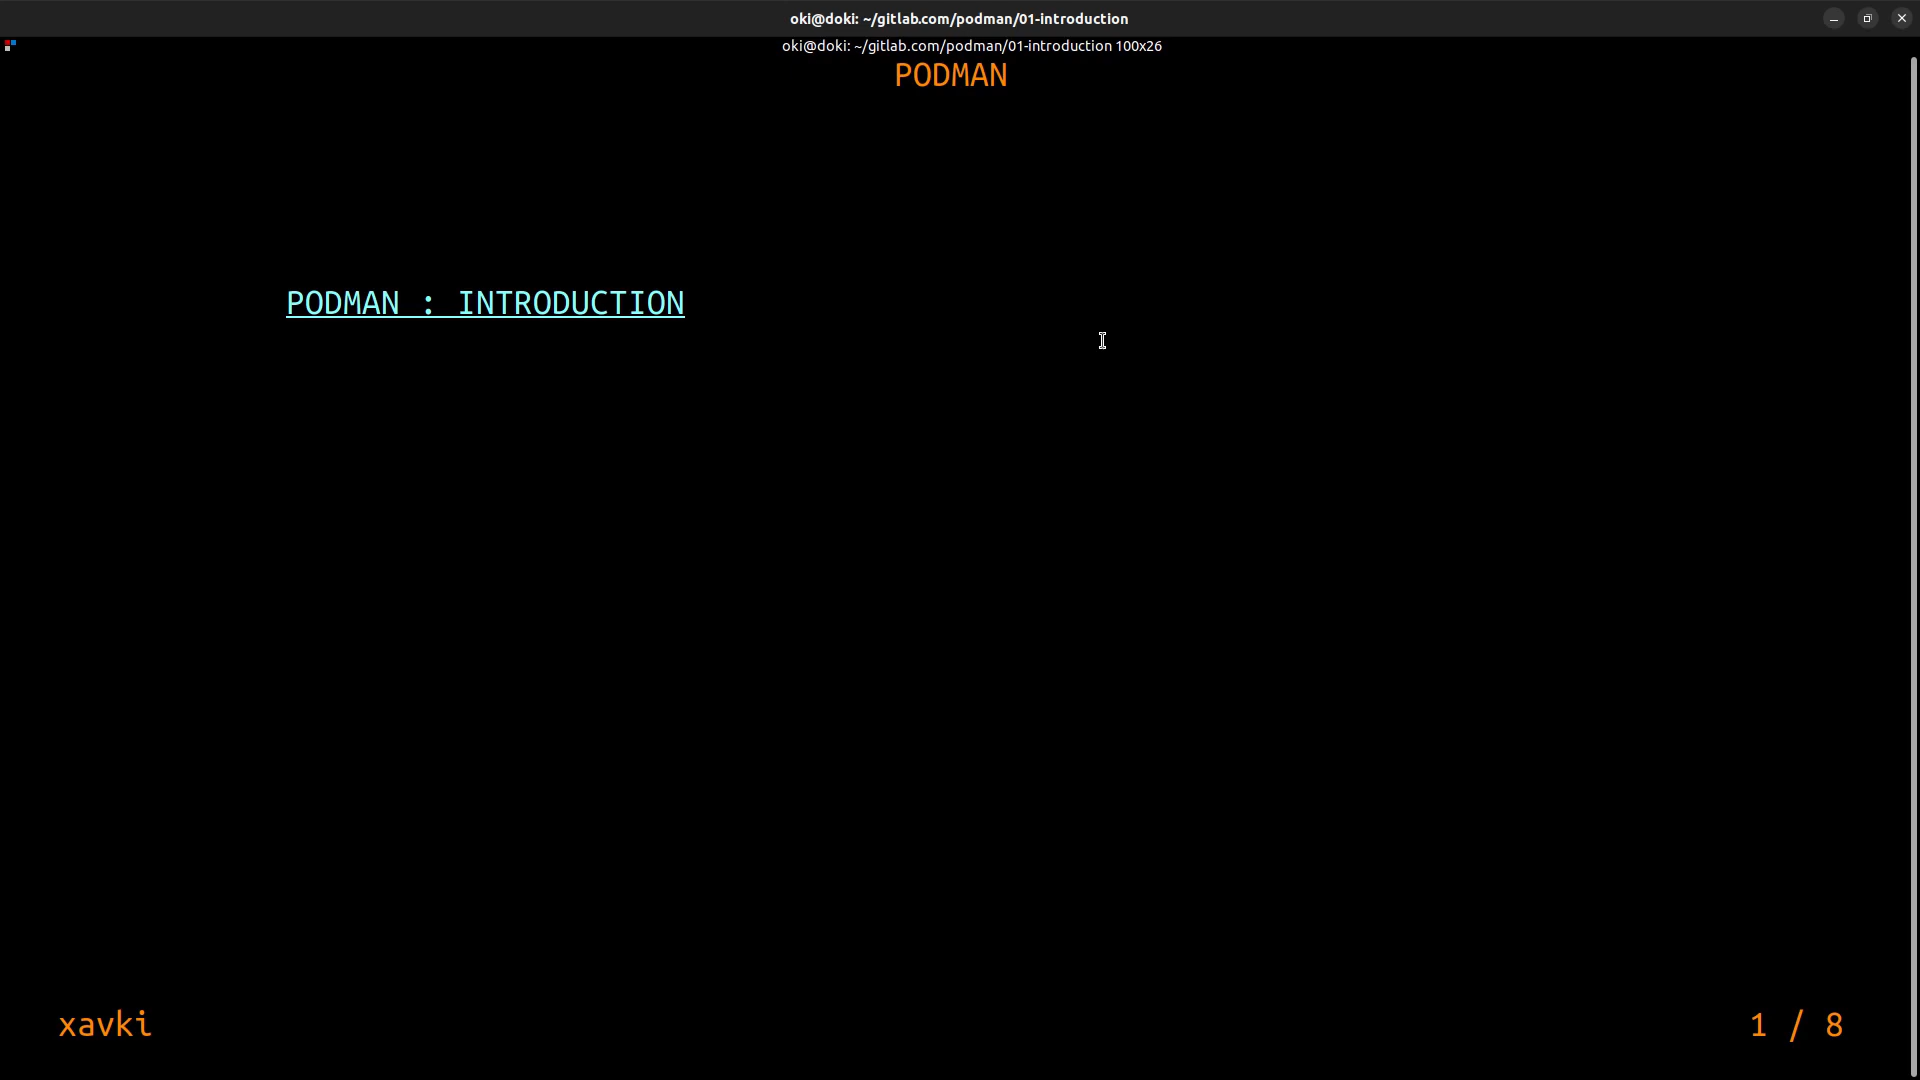 oki@doki: ~/gitlab.com/podman/01-introduction
oki@doki: ~/gitlab.com/podman/01-introduction 100x26
PODMAN
PODMAN : INTRODUCTION
xavki
1 / 8